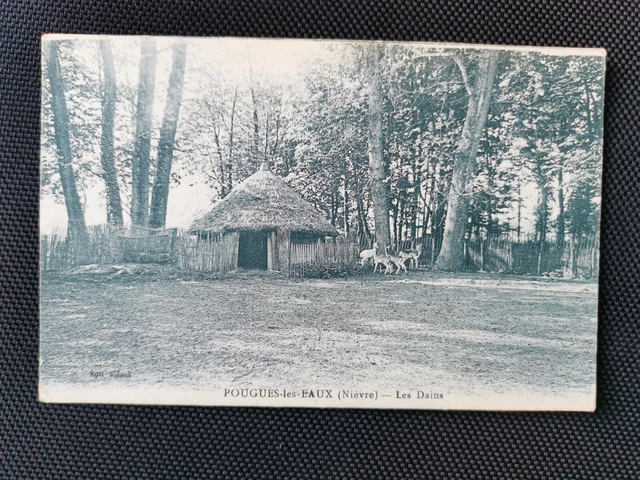 POUGUES-les-EAUX (Nièvre) — Les Dains